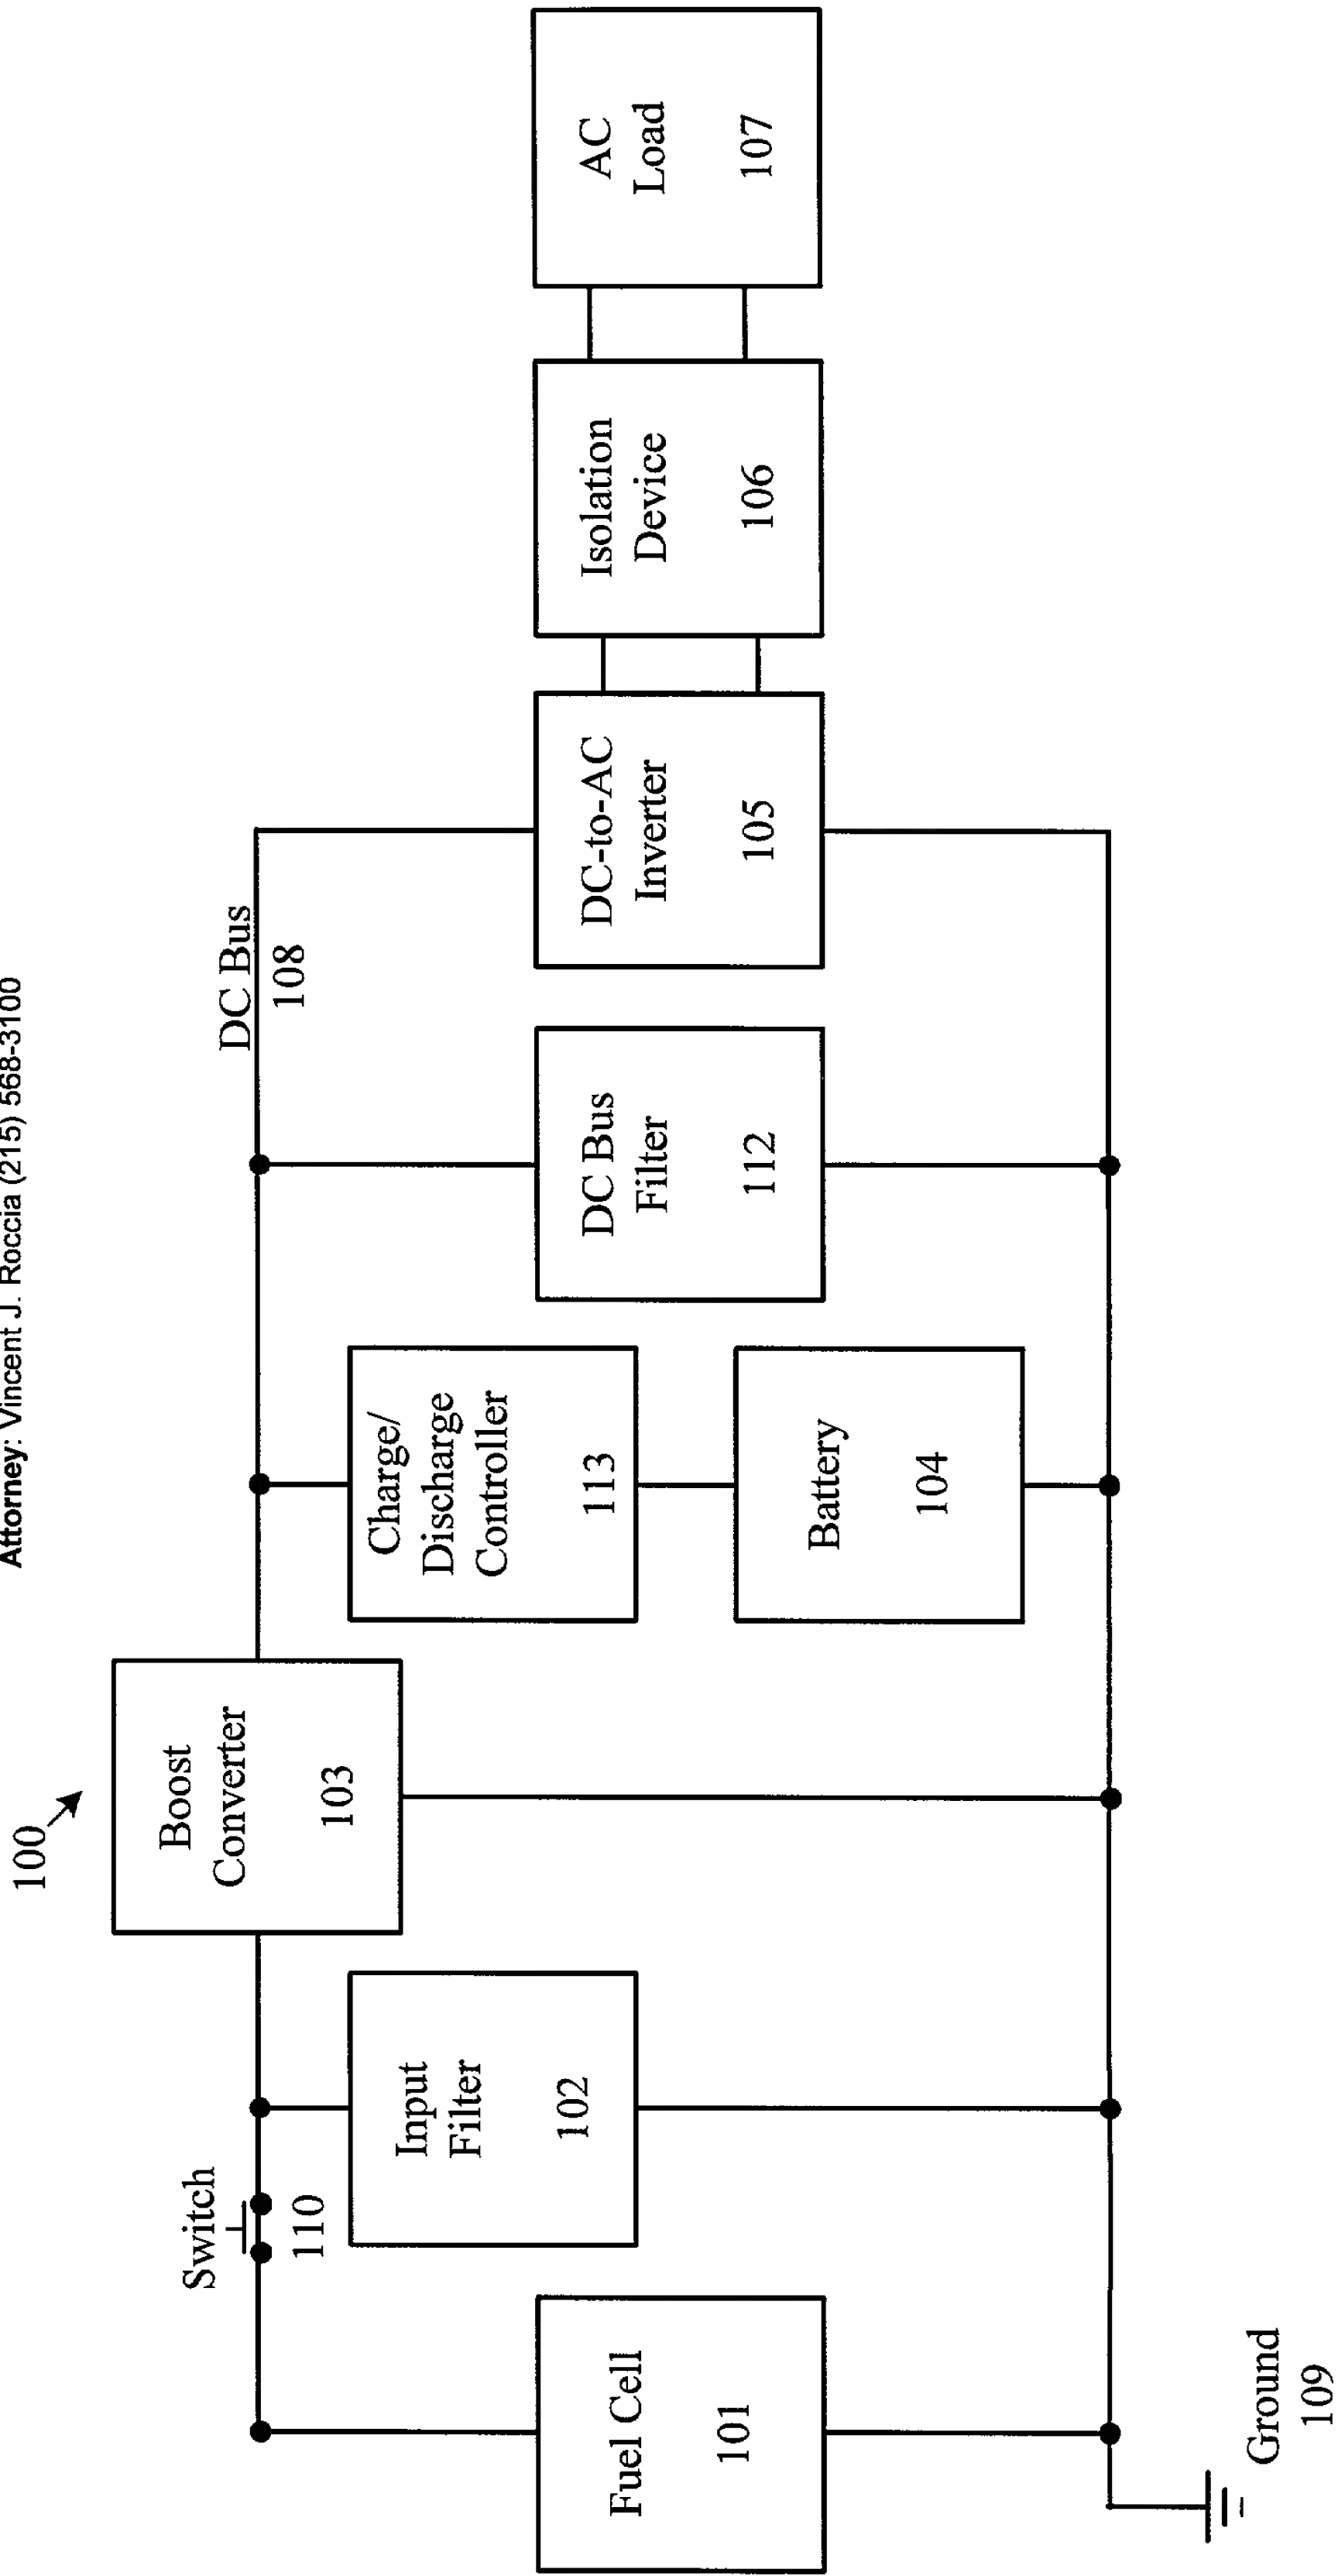 Attorney: Vincent J. Roccia (215) 568-3100
100
Switch
110
Boost
Converter
103
DC Bus
108
Fuel Cell
101
Input
Filter
102
Charge/
Discharge
Controller
113
Battery
104
DC Bus
Filter
112
DC-to-AC
Inverter
105
Isolation
Device
106
AC
Load
107
Ground
109